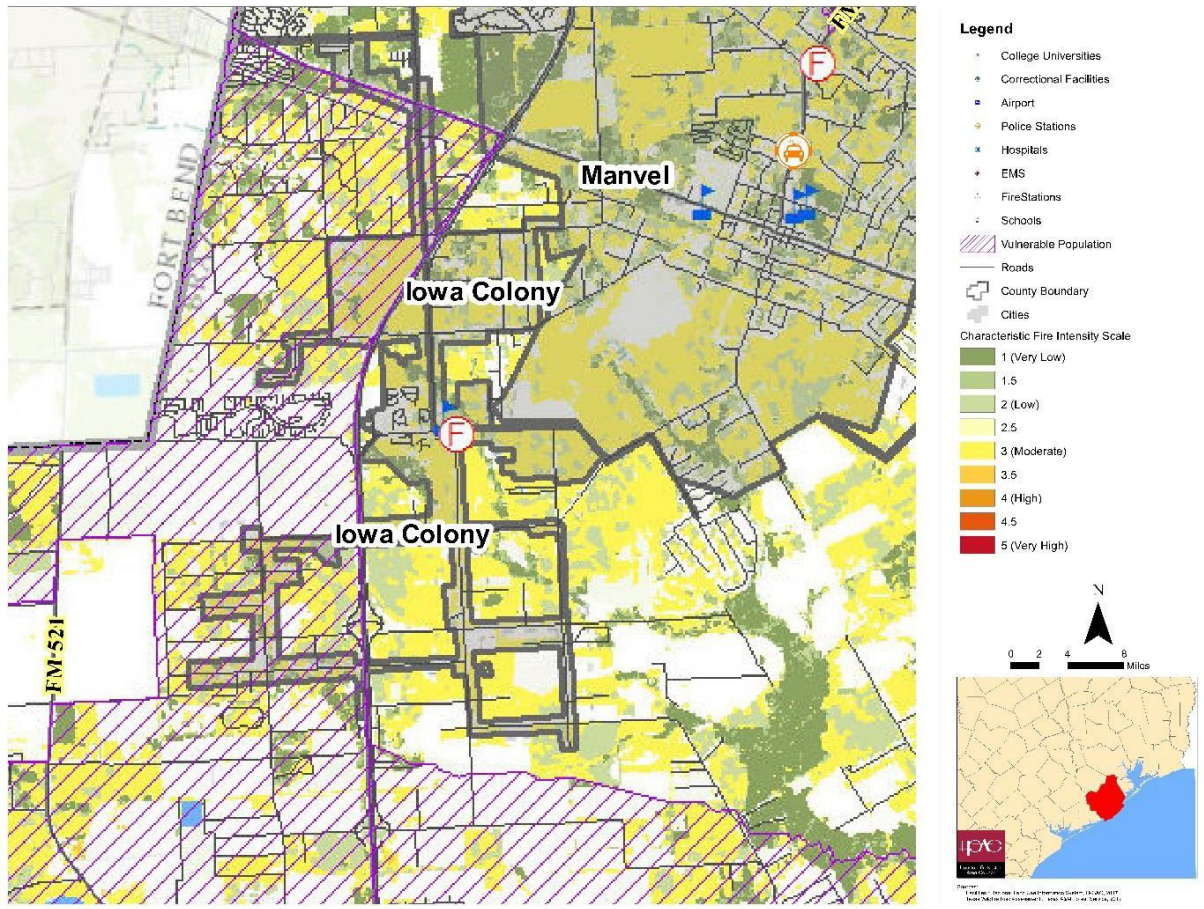 FM
F
FORT BEND
Manvel
Iowa Colony
F
Iowa Colony
FM-521
Legend
College Universities
Correctional Facilities
Airport
Police Stations
Hospitals
EMS
FireStations
Schools
Vulnerable Population
Roads
County Boundary
Cities
Characteristic Fire Intensity Scale
1 (Very Low)
1.5
2 (Low)
2.5
3 (Moderate)
3.5
4 (High)
4.5
5 (Very High)
N
0 2 4 8
Miles